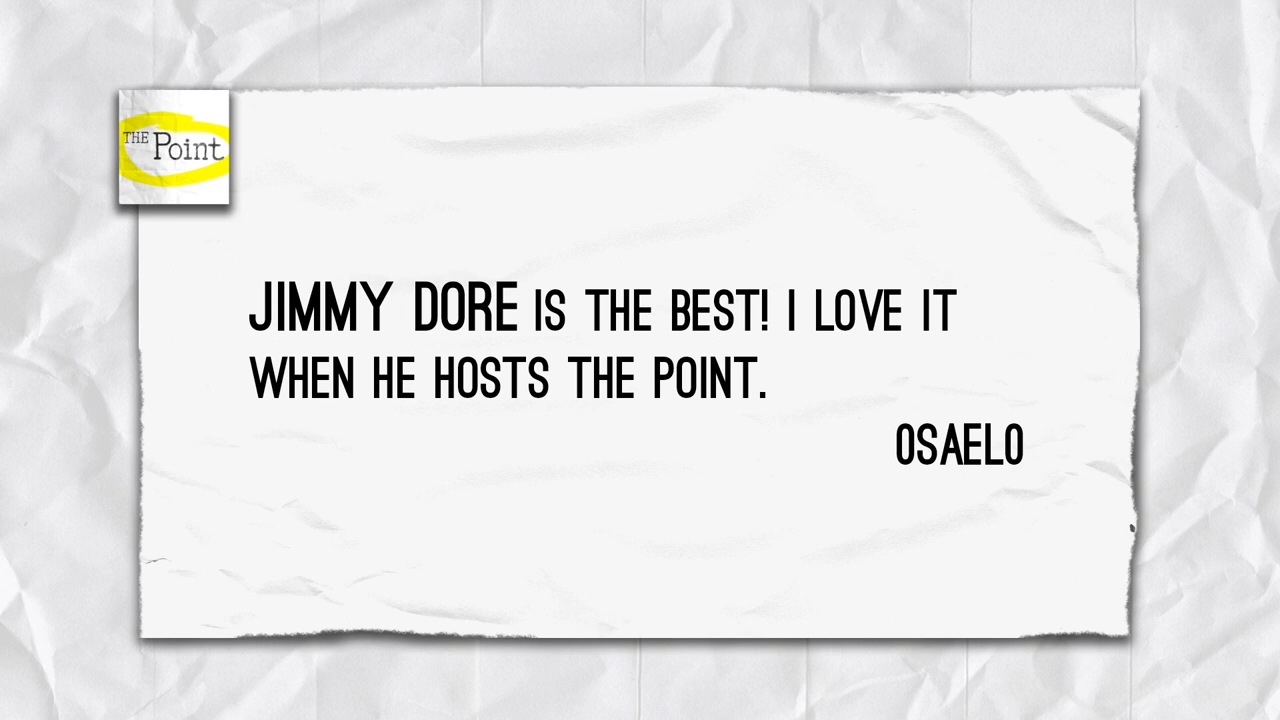 THE Point
JIMMY DORE IS THE BEST! I LOVE IT
WHEN HE HOSTS THE POINT.
OSAELO